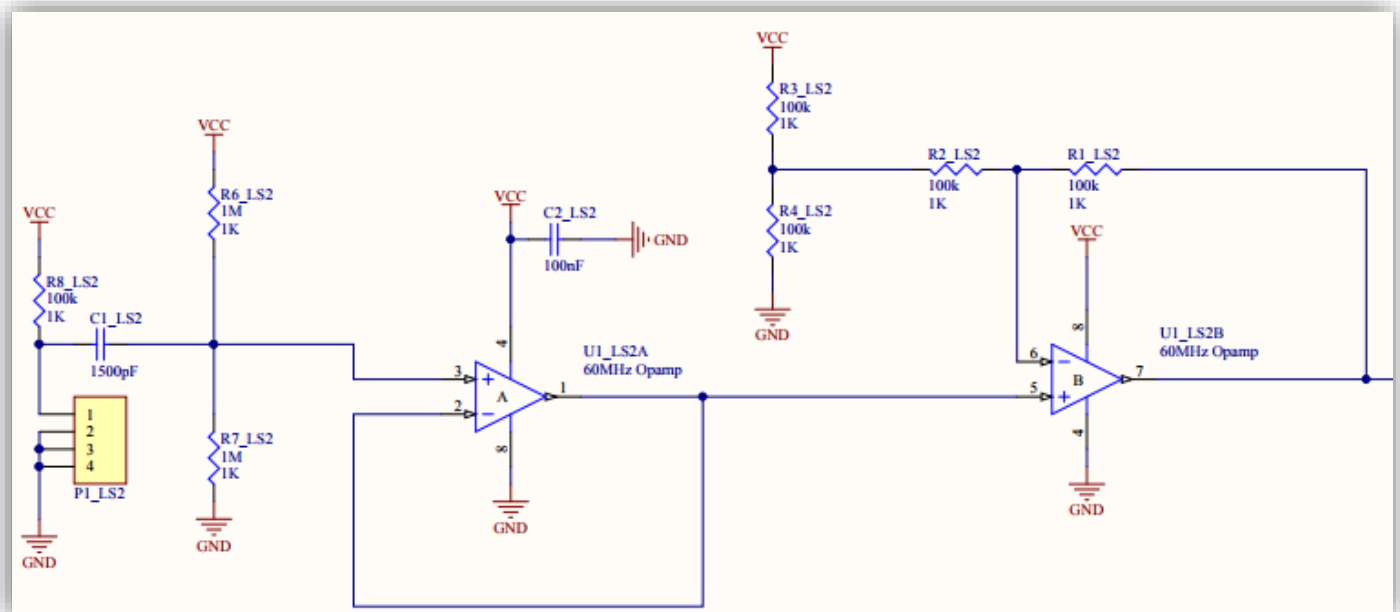 VCC
R8_LS2
100k
1K
C1_LS2
1500pF
1
2
3
4
P1_LS2
GND
VCC
R6_LS2
1M
1K
R7_LS2
1M
1K
GND
VCC
C2_LS2
100nF
GND
4
3
2
+
−
A
1
8
U1_LS2A
60MHz Opamp
GND
VCC
R3_LS2
100k
1K
R4_LS2
100k
1K
GND
R2_LS2
100k
1K
R1_LS2
100k
1K
VCC
8
6
5
−
+
B
7
4
U1_LS2B
60MHz Opamp
GND